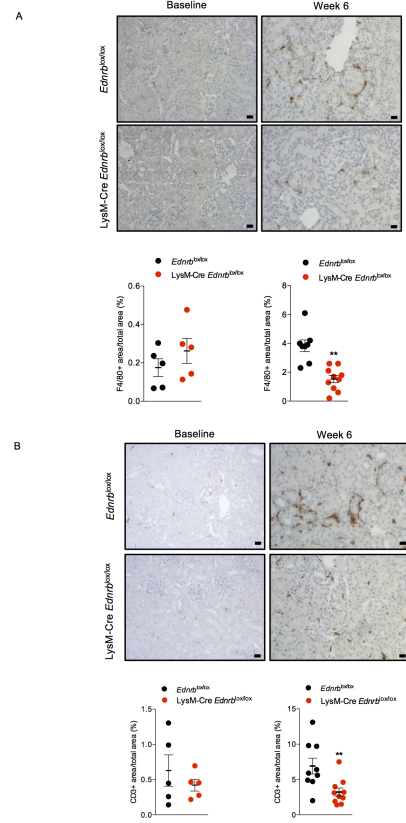 A
Baseline
Week 6
Ednrblox/lox
LysM-Cre Ednrblox/lox
Ednrblox/lox
LysM-Cre Ednrblox/lox
Ednrblox/lox
LysM-Cre Ednrblox/lox
F4/80+ area/total area (%)
0.6
0.4
0.2
0.0
F4/80+ area/total area (%)
8
6
4
2
0
**
B
Baseline
Week 6
Ednrblox/lox
LysM-Cre Ednrblox/lox
Ednrblox/lox
LysM-Cre Ednrblox/lox
Ednrblox/lox
LysM-Cre Ednrblox/lox
CD3+ area/total area (%)
1.5
1.0
0.5
0.0
CD3+ area/total area (%)
15
10
5
0
**